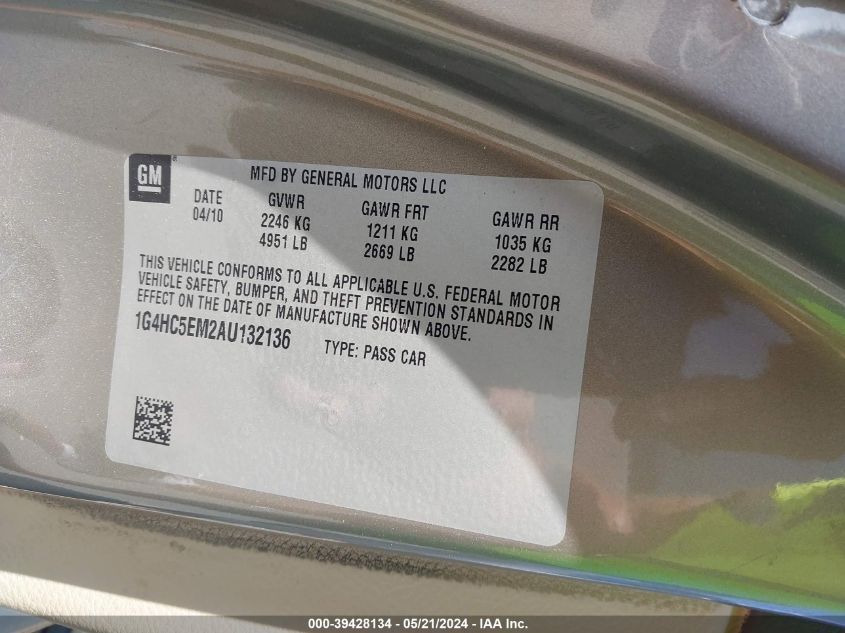 GM
MFD BY GENERAL MOTORS LLC
DATE GVWR GAWR FRT GAWR RR
04/10 2246 KG 1211 KG 1035 KG
4951 LB 2669 LB 2282 LB
THIS VEHICLE CONFORMS TO ALL APPLICABLE U.S. FEDERAL MOTOR
VEHICLE SAFETY, BUMPER, AND THEFT PREVENTION STANDARDS IN
EFFECT ON THE DATE OF MANUFACTURE SHOWN ABOVE.
1G4HC5EM2AU132136 TYPE: PASS CAR
000-39428134 — 05/21/2024 — IAA Inc.